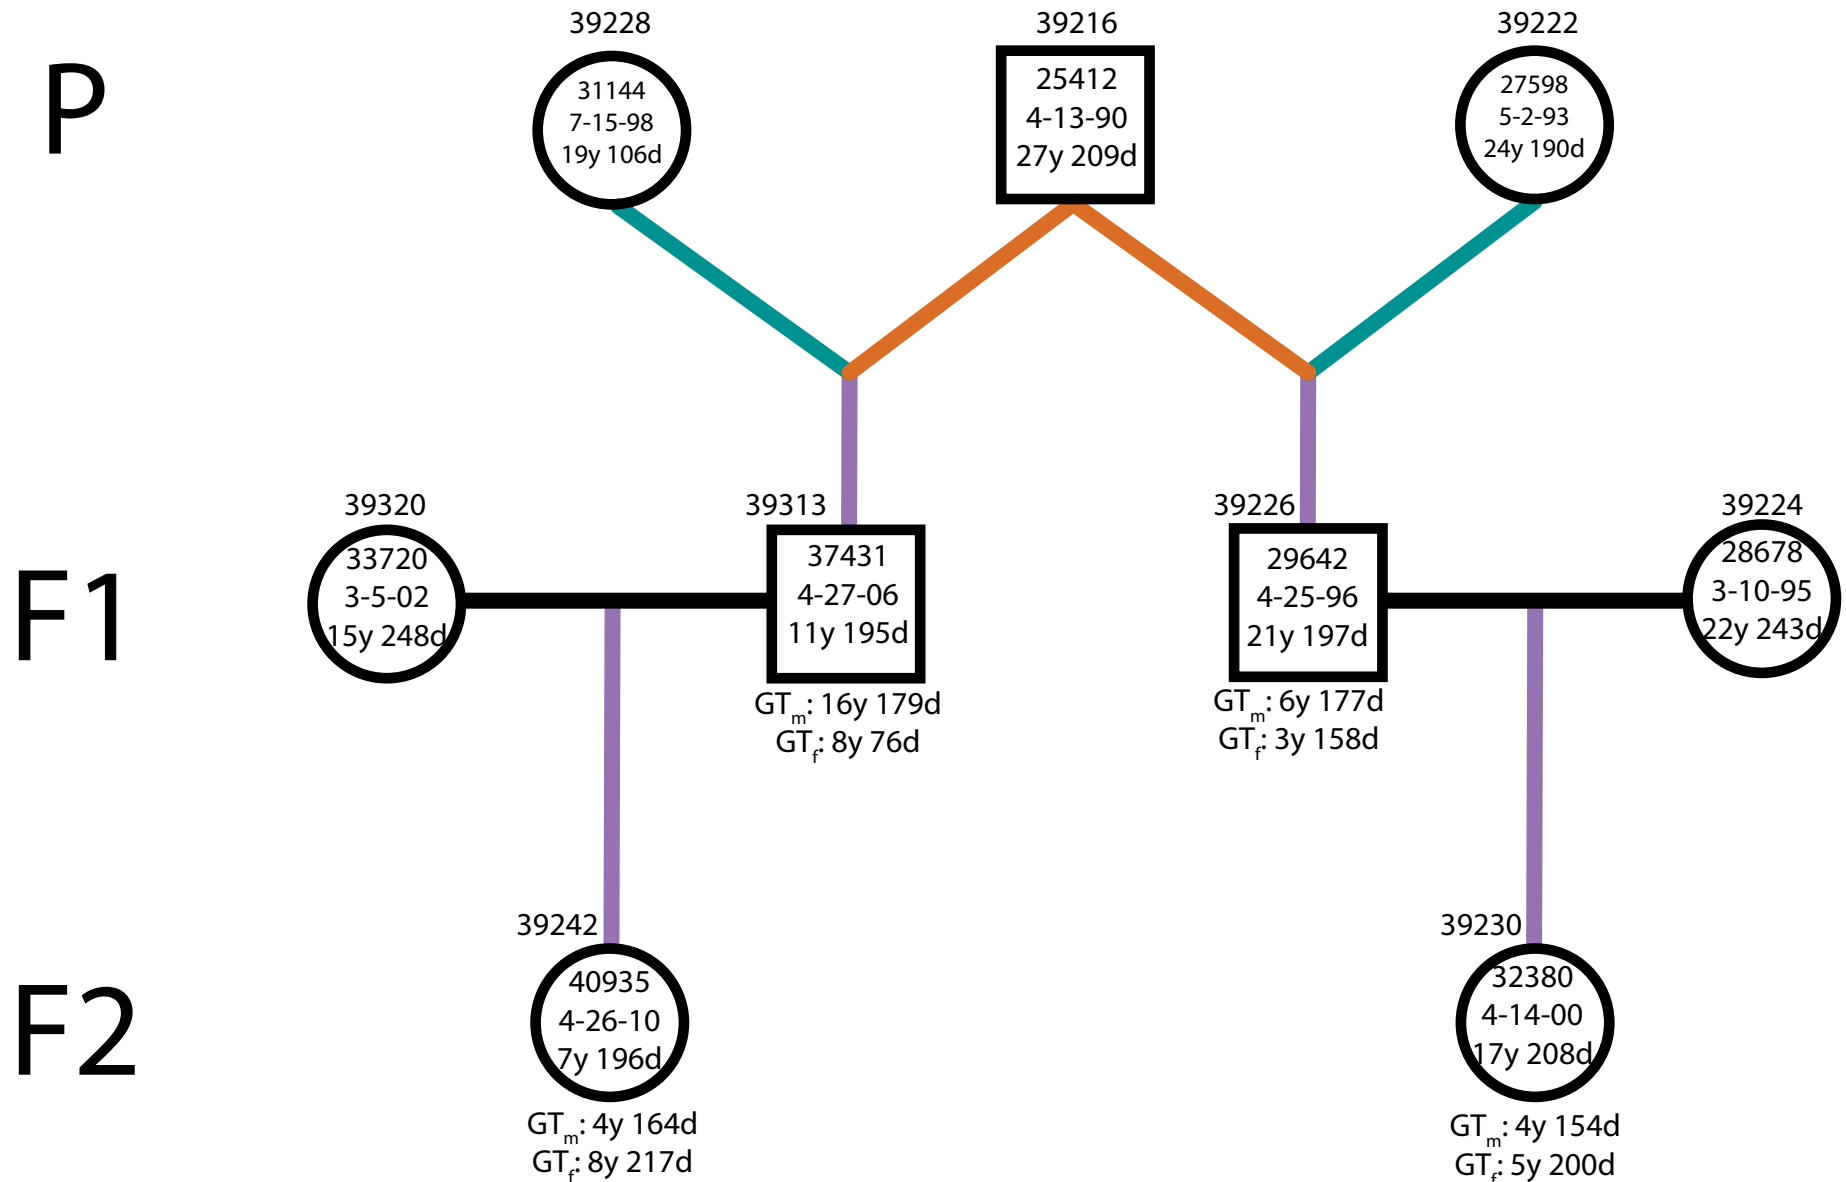 P
39228
31144
7-15-98
19y 106d
39216
25412
4-13-90
27y 209d
39222
27598
5-2-93
24y 190d
F1
39320
33720
3-5-02
15y 248d
39313
37431
4-27-06
11y 195d
GTm: 16y 179d
GTf: 8y 76d
39226
29642
4-25-96
21y 197d
GTm: 6y 177d
GTf: 3y 158d
39224
28678
3-10-95
22y 243d
F2
39242
40935
4-26-10
7y 196d
GTm: 4y 164d
GTf: 8y 217d
39230
32380
4-14-00
17y 208d
GTm: 4y 154d
GTf: 5y 200d